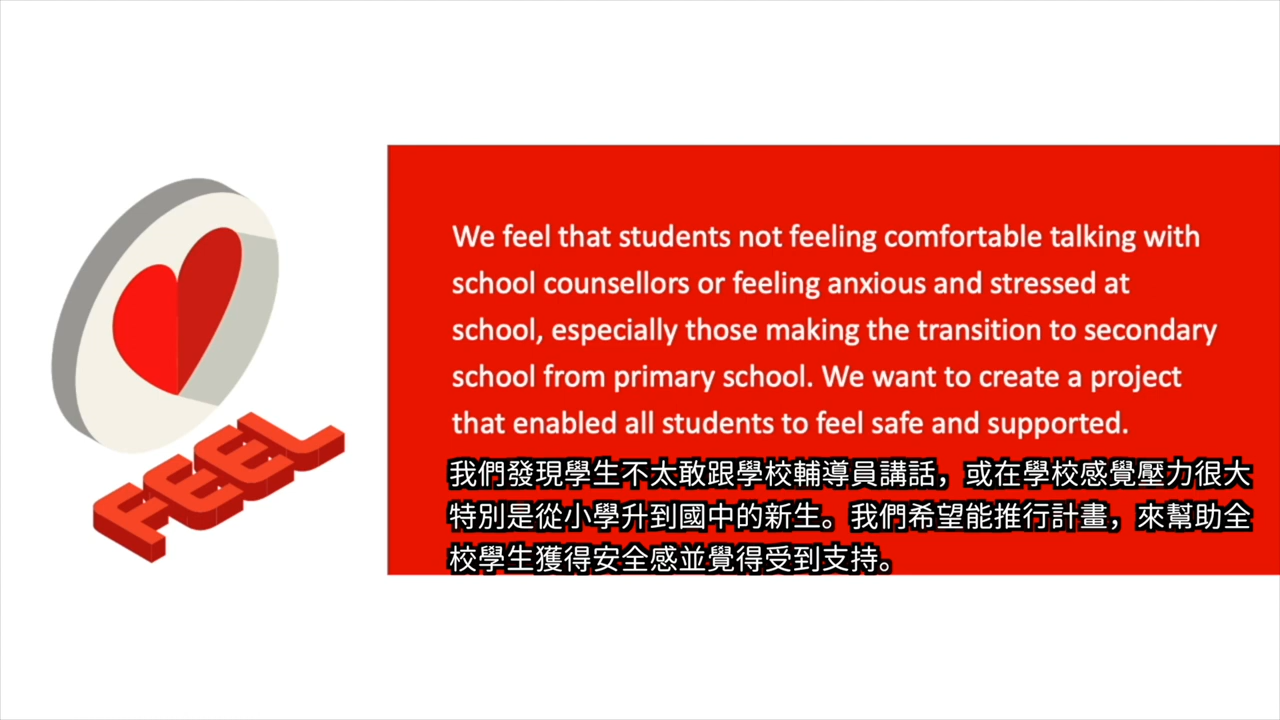 FEEL
We feel that students not feeling comfortable talking with
school counsellors or feeling anxious and stressed at
school, especially those making the transition to secondary
school from primary school. We want to create a project
that enabled all students to feel safe and supported.
我們發現學生不太敢跟學校輔導員講話，或在學校感覺壓力很大
特別是從小學升到國中的新生。我們希望能推行計畫，來幫助全
校學生獲得安全感並覺得受到支持。